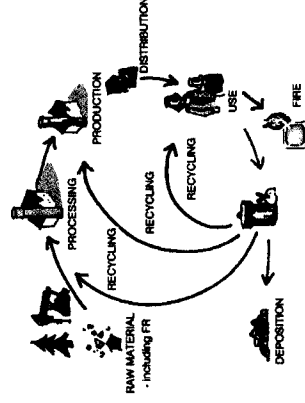 RAW MATERIAL
- including FR
PROCESSING
PRODUCTION
DISTRIBUTION
USE
FIRE
RECYCLING
RECYCLING
RECYCLING
DEPOSITION